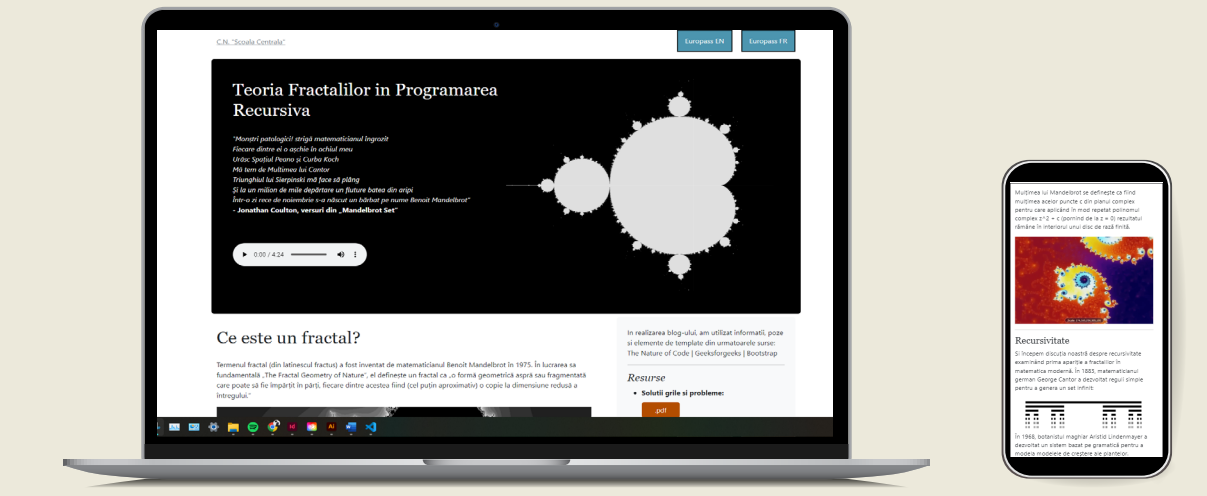 C.N. "Scoala Centrala"
Europass EN
Europass FR
Teoria Fractalilor in Programarea
Recursiva
"Monștri patologici! strigă matematicianul îngrozit
Fiecare dintre ei o așchie în ochiul meu
Urăsc Spațiul Peano și Curba Koch
Mă tem de Multimea lui Cantor
Triunghiul lui Sierpinski mă face să plâng
Și la un milion de mile depărtare un fluture batea din aripi
Într-o zi rece de noiembrie s-a născut un bărbat pe nume Benoit Mandelbrot"
- Jonathan Coulton, versuri din „Mandelbrot Set"
0:00 / 4:24
Ce este un fractal?
Termenul fractal (din latinescul fractus) a fost inventat de matematicianul Benoit Mandelbrot în 1975. În lucrarea sa
fundamentală „The Fractal Geometry of Nature", el definește un fractal ca „o formă geometrică aspră sau fragmentată
care poate să fie împărțit în părți, fiecare dintre acestea fiind (cel puțin aproximativ) o copie la dimensiune redusă a
întregului."
In realizarea blog-ului, am utilizat informatii, poze
si elemente de template din urmatoarele surse:
The Nature of Code | Geeksforgeeks | Bootstrap
Resurse
• Solutii grile si probleme:
.pdf
Id
Ai
Mulțimea lui Mandelbrot se definește ca fiind
mulțimea acelor puncte c din planul complex
pentru care aplicând în mod repetat polinomul
complex z^2 + c (pornind de la z = 0) rezultatul
rămâne în interiorul unui disc de rază finită.
Recursivitate
Si începem discuția noastră despre recursivitate
examinând prima apariție a fractalilor în
matematica modernă. În 1883, matematicianul
german George Cantor a dezvoltat reguli simple
pentru a genera un set infinit:
În 1968, botanistul maghiar Aristid Lindenmayer a
dezvoltat un sistem bazat pe gramatică pentru a
modela modelele de creștere ale plantelor.